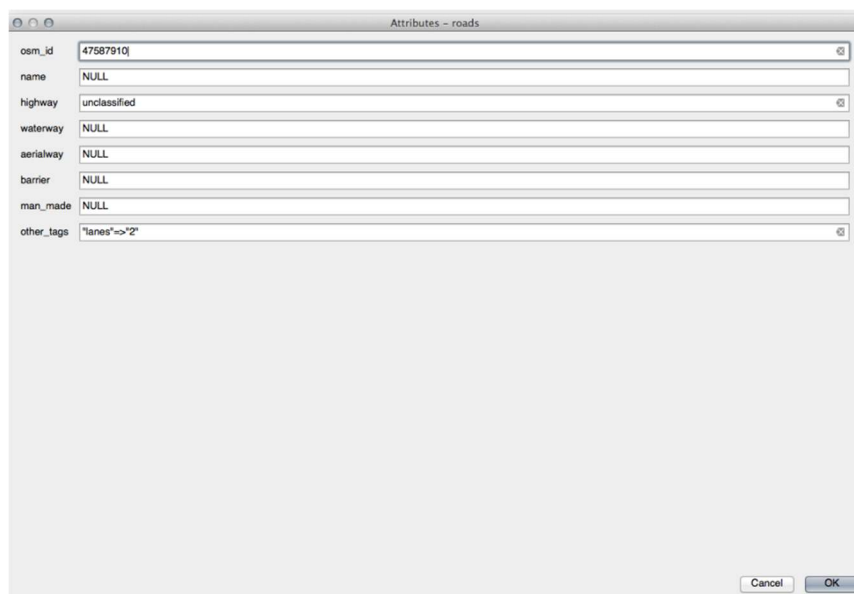 Attributes - roads
osm_id 47587910
name NULL
highway unclassified
waterway NULL
aerialway NULL
barrier NULL
man_made NULL
other_tags "lanes"=>"2"
Cancel OK